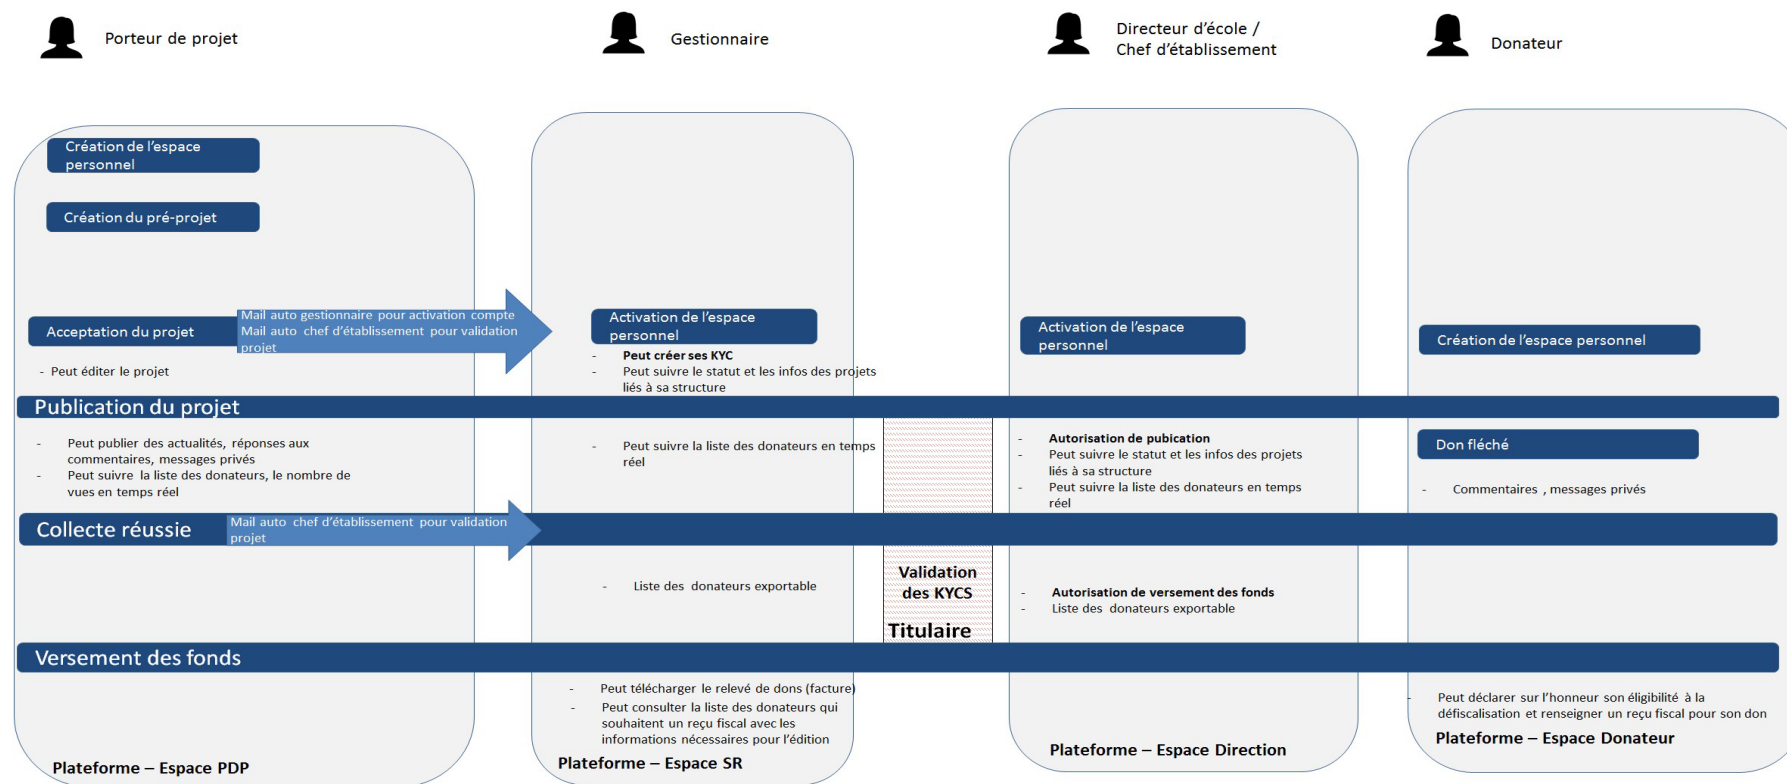 Porteur de projet
Gestionnaire
Directeur d'école /
Chef d'établissement
Donateur
Création de l'espace
personnel
Création du pré-projet
Acceptation du projet
Mail auto gestionnaire pour activation compte
Mail auto chef d'établissement pour validation
projet
- Peut éditer le projet
Activation de l'espace
personnel
- Peut créer ses KYC
- Peut suivre le statut et les infos des projets
liés à sa structure
Activation de l'espace
personnel
Création de l'espace personnel
Publication du projet
- Peut publier des actualités, réponses aux
commentaires, messages privés
- Peut suivre la liste des donateurs, le nombre de
vues en temps réel
- Peut suivre la liste des donateurs en temps
réel
- Autorisation de pubication
- Peut suivre le statut et les infos des projets
liés à sa structure
- Peut suivre la liste des donateurs en temps
réel
Don fléché
- Commentaires , messages privés
Collecte réussie
Mail auto chef d'établissement pour validation
projet
- Liste des donateurs exportable
Validation
des KYCS
Titulaire
- Autorisation de versement des fonds
- Liste des donateurs exportable
Versement des fonds
- Peut télécharger le relevé de dons (facture)
- Peut consulter la liste des donateurs qui
souhaitent un reçu fiscal avec les
informations nécessaires pour l'édition
- Peut déclarer sur l'honneur son éligibilité à la
défiscalisation et renseigner un reçu fiscal pour son don
Plateforme – Espace PDP
Plateforme – Espace SR
Plateforme – Espace Direction
Plateforme – Espace Donateur